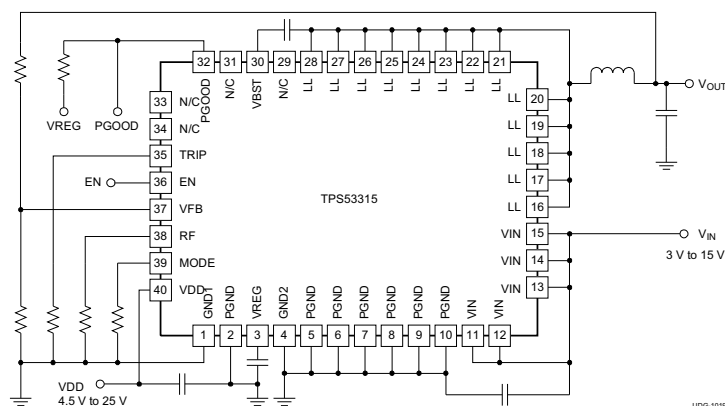 32 31 30 29 28 27 26 25 24 23 22 21
PGOOD N/C VBST N/C LL LL LL LL LL LL LL LL
VREG PGOOD
33 N/C
34 N/C
35 TRIP
EN 36 EN
37 VFB
38 RF
39 MODE
40 VDD
TPS53315
VOUT
LL 20
LL 19
LL 18
LL 17
LL 16
VIN 15
VIN 14
VIN 13
VIN
3 V to 15 V
GND1 PGND VREG GND2 PGND PGND PGND PGND PGND PGND VIN VIN
1 2 3 4 5 6 7 8 9 10 11 12
VDD
4.5 V to 25 V